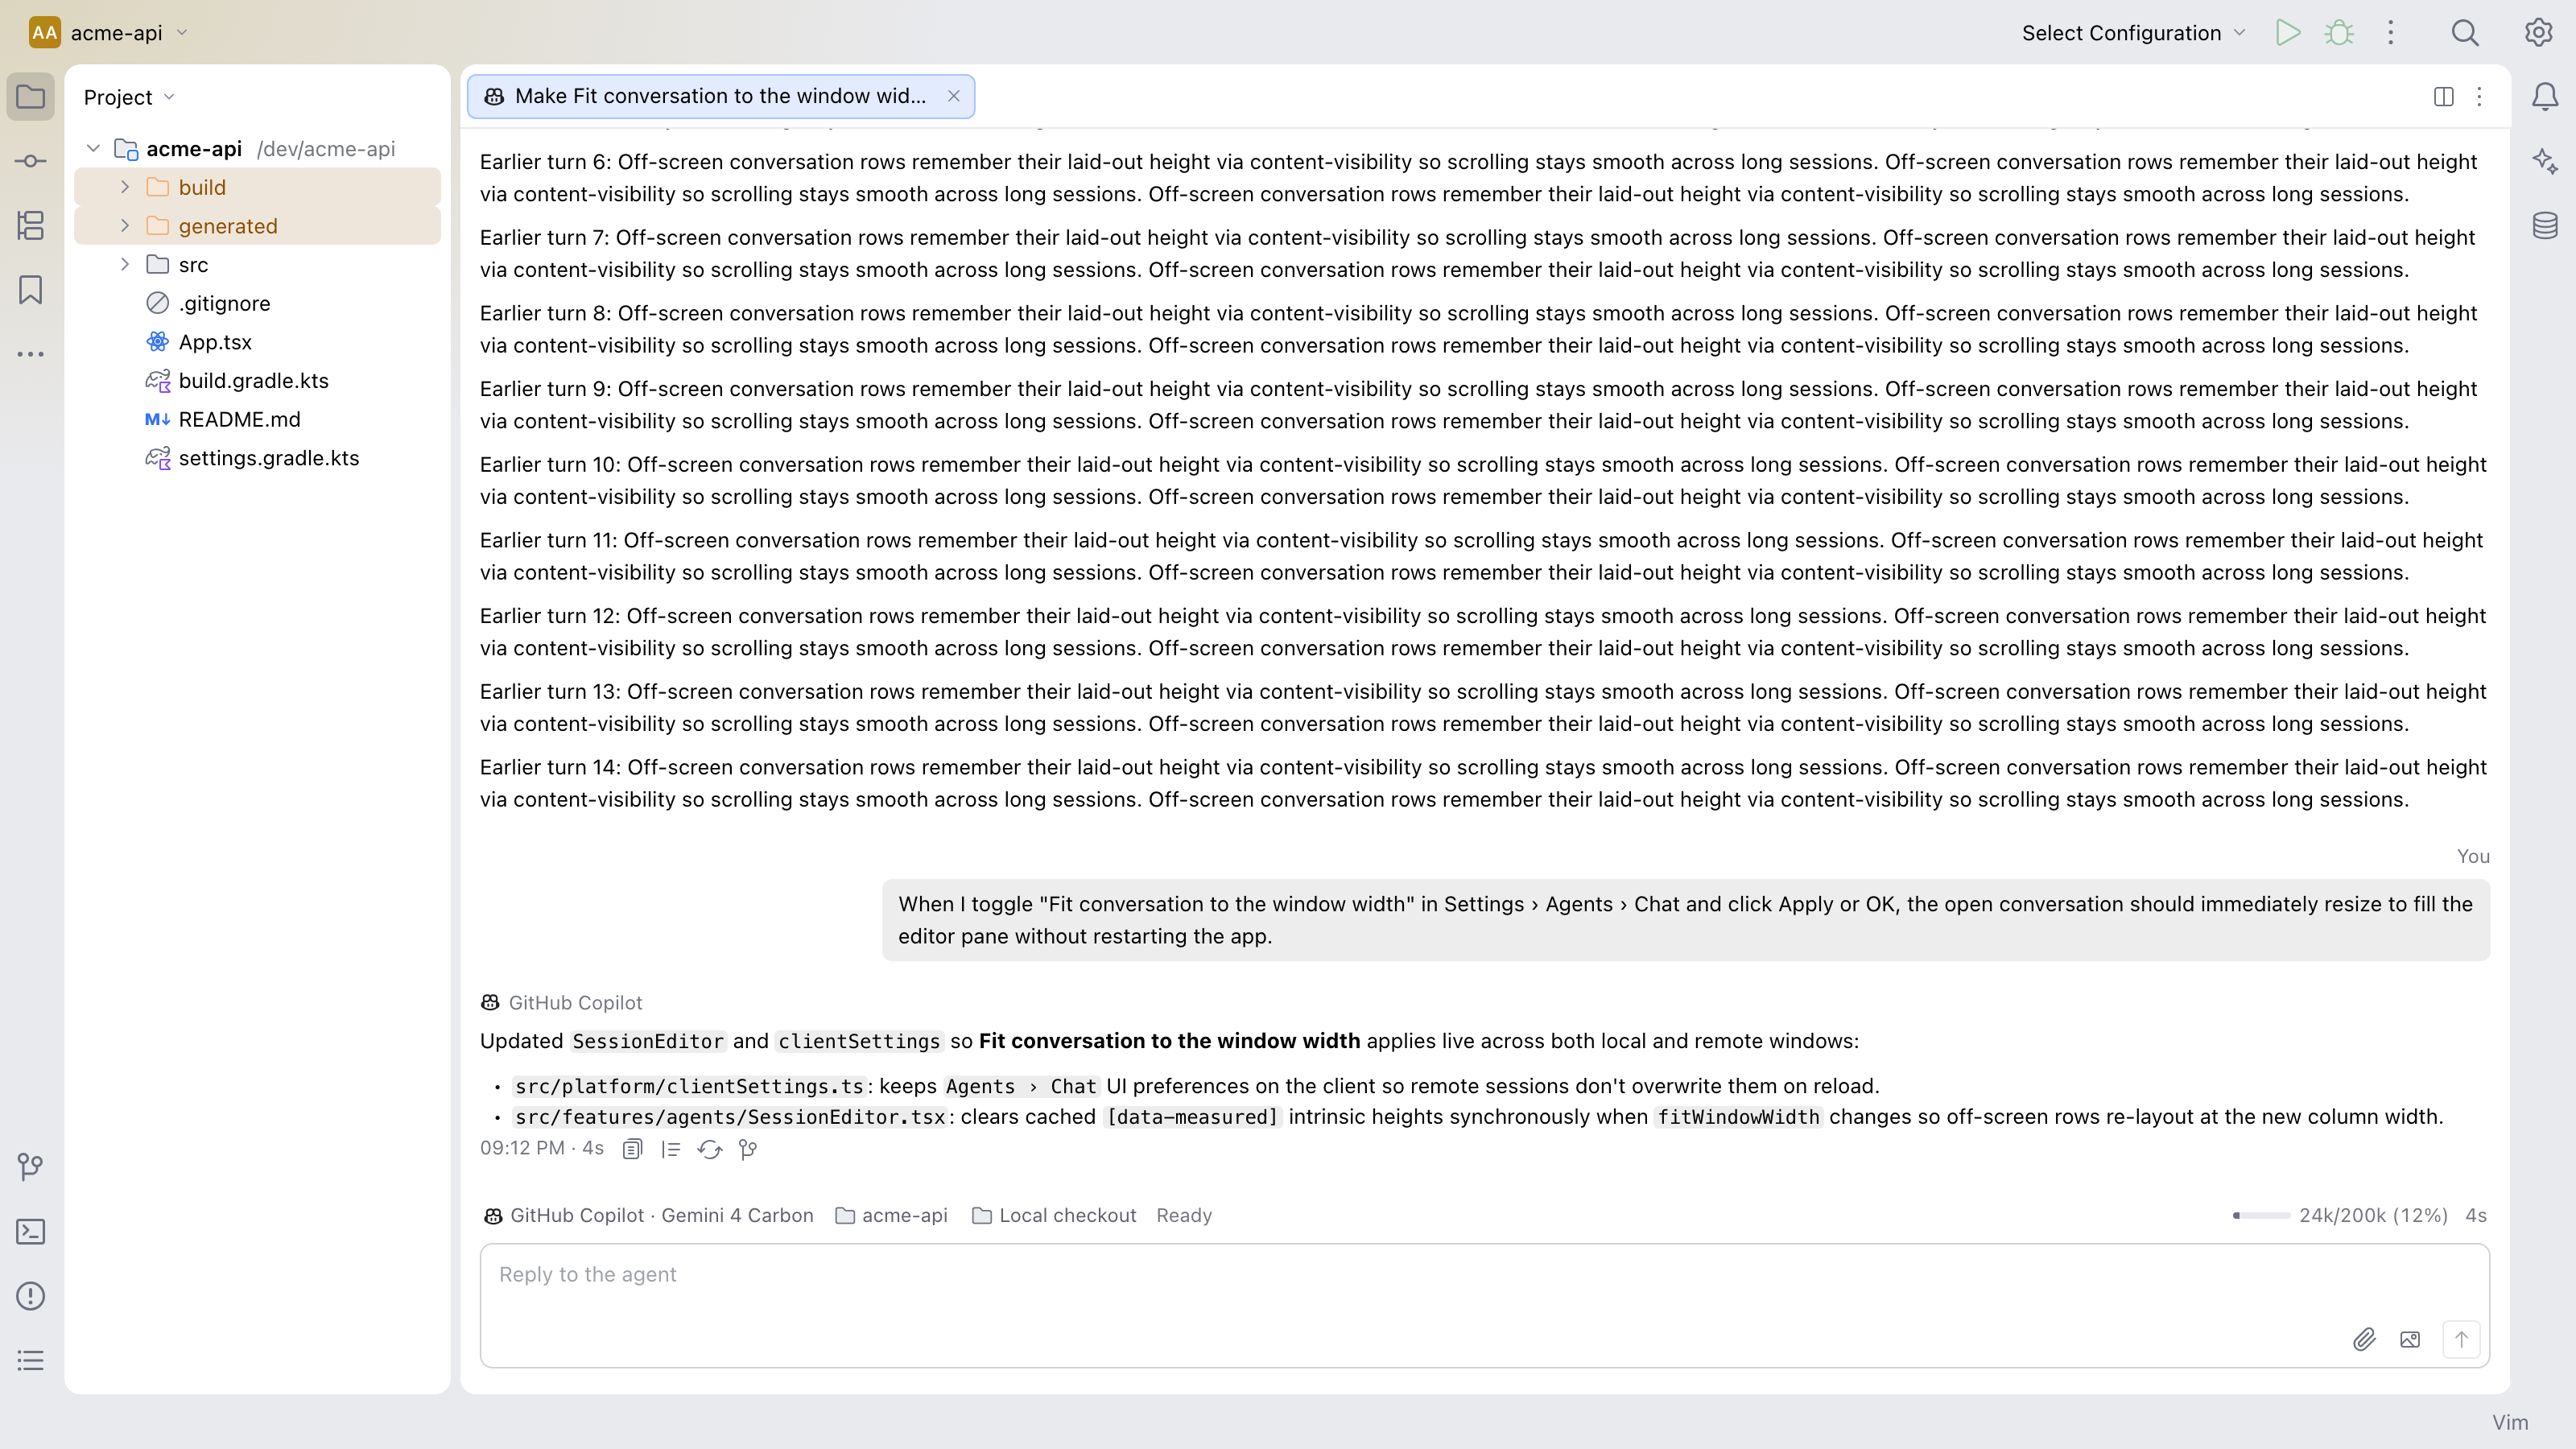 AA acme-api
Select Configuration
Project
Make Fit conversation to the window wid...
acme-api /dev/acme-api
build
generated
src
.gitignore
App.tsx
build.gradle.kts
M↓ README.md
settings.gradle.kts
Earlier turn 6: Off-screen conversation rows remember their laid-out height via content-visibility so scrolling stays smooth across long sessions. Off-screen conversation rows remember their laid-out height
via content-visibility so scrolling stays smooth across long sessions. Off-screen conversation rows remember their laid-out height via content-visibility so scrolling stays smooth across long sessions.
Earlier turn 7: Off-screen conversation rows remember their laid-out height via content-visibility so scrolling stays smooth across long sessions. Off-screen conversation rows remember their laid-out height
via content-visibility so scrolling stays smooth across long sessions. Off-screen conversation rows remember their laid-out height via content-visibility so scrolling stays smooth across long sessions.
Earlier turn 8: Off-screen conversation rows remember their laid-out height via content-visibility so scrolling stays smooth across long sessions. Off-screen conversation rows remember their laid-out height
via content-visibility so scrolling stays smooth across long sessions. Off-screen conversation rows remember their laid-out height via content-visibility so scrolling stays smooth across long sessions.
Earlier turn 9: Off-screen conversation rows remember their laid-out height via content-visibility so scrolling stays smooth across long sessions. Off-screen conversation rows remember their laid-out height
via content-visibility so scrolling stays smooth across long sessions. Off-screen conversation rows remember their laid-out height via content-visibility so scrolling stays smooth across long sessions.
Earlier turn 10: Off-screen conversation rows remember their laid-out height via content-visibility so scrolling stays smooth across long sessions. Off-screen conversation rows remember their laid-out height
via content-visibility so scrolling stays smooth across long sessions. Off-screen conversation rows remember their laid-out height via content-visibility so scrolling stays smooth across long sessions.
Earlier turn 11: Off-screen conversation rows remember their laid-out height via content-visibility so scrolling stays smooth across long sessions. Off-screen conversation rows remember their laid-out height
via content-visibility so scrolling stays smooth across long sessions. Off-screen conversation rows remember their laid-out height via content-visibility so scrolling stays smooth across long sessions.
Earlier turn 12: Off-screen conversation rows remember their laid-out height via content-visibility so scrolling stays smooth across long sessions. Off-screen conversation rows remember their laid-out height
via content-visibility so scrolling stays smooth across long sessions. Off-screen conversation rows remember their laid-out height via content-visibility so scrolling stays smooth across long sessions.
Earlier turn 13: Off-screen conversation rows remember their laid-out height via content-visibility so scrolling stays smooth across long sessions. Off-screen conversation rows remember their laid-out height
via content-visibility so scrolling stays smooth across long sessions. Off-screen conversation rows remember their laid-out height via content-visibility so scrolling stays smooth across long sessions.
Earlier turn 14: Off-screen conversation rows remember their laid-out height via content-visibility so scrolling stays smooth across long sessions. Off-screen conversation rows remember their laid-out height
via content-visibility so scrolling stays smooth across long sessions. Off-screen conversation rows remember their laid-out height via content-visibility so scrolling stays smooth across long sessions.
You
When I toggle "Fit conversation to the window width" in Settings › Agents › Chat and click Apply or OK, the open conversation should immediately resize to fill the
editor pane without restarting the app.
GitHub Copilot
Updated SessionEditor and clientSettings so Fit conversation to the window width applies live across both local and remote windows:
• src/platform/clientSettings.ts: keeps Agents › Chat UI preferences on the client so remote sessions don't overwrite them on reload.
• src/features/agents/SessionEditor.tsx: clears cached [data-measured] intrinsic heights synchronously when fitWindowWidth changes so off-screen rows re-layout at the new column width.
09:12 PM · 4s
GitHub Copilot · Gemini 4 Carbon acme-api Local checkout Ready
24k/200k (12%) 4s
Reply to the agent
Vim